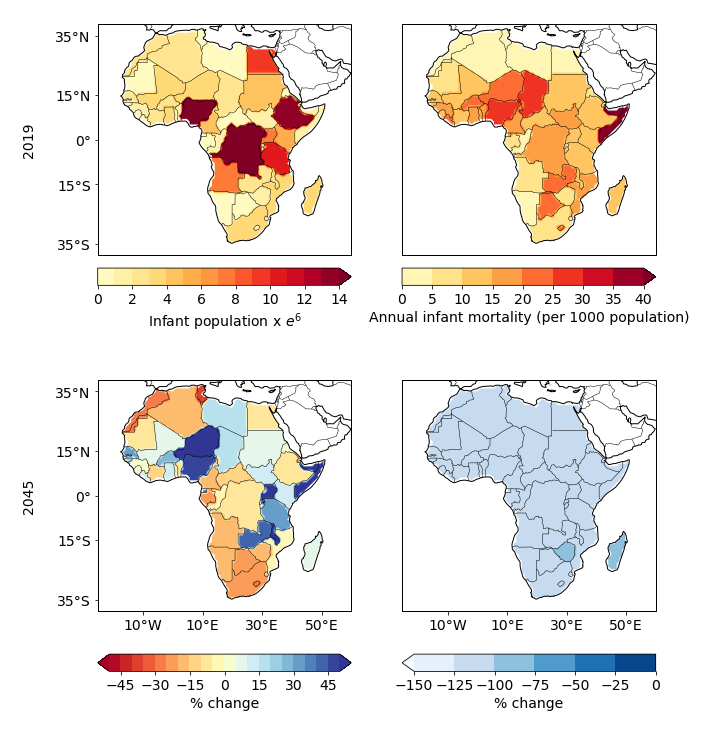 2019
35°N
15°N
0°
15°S
35°S
0 2 4 6 8 10 12 14
Infant population x e⁶
0 5 10 15 20 25 30 35 40
Annual infant mortality (per 1000 population)
2045
35°N
15°N
0°
15°S
35°S
10°W 10°E 30°E 50°E
10°W 10°E 30°E 50°E
−45 −30 −15 0 15 30 45
% change
−150 −125 −100 −75 −50 −25 0
% change